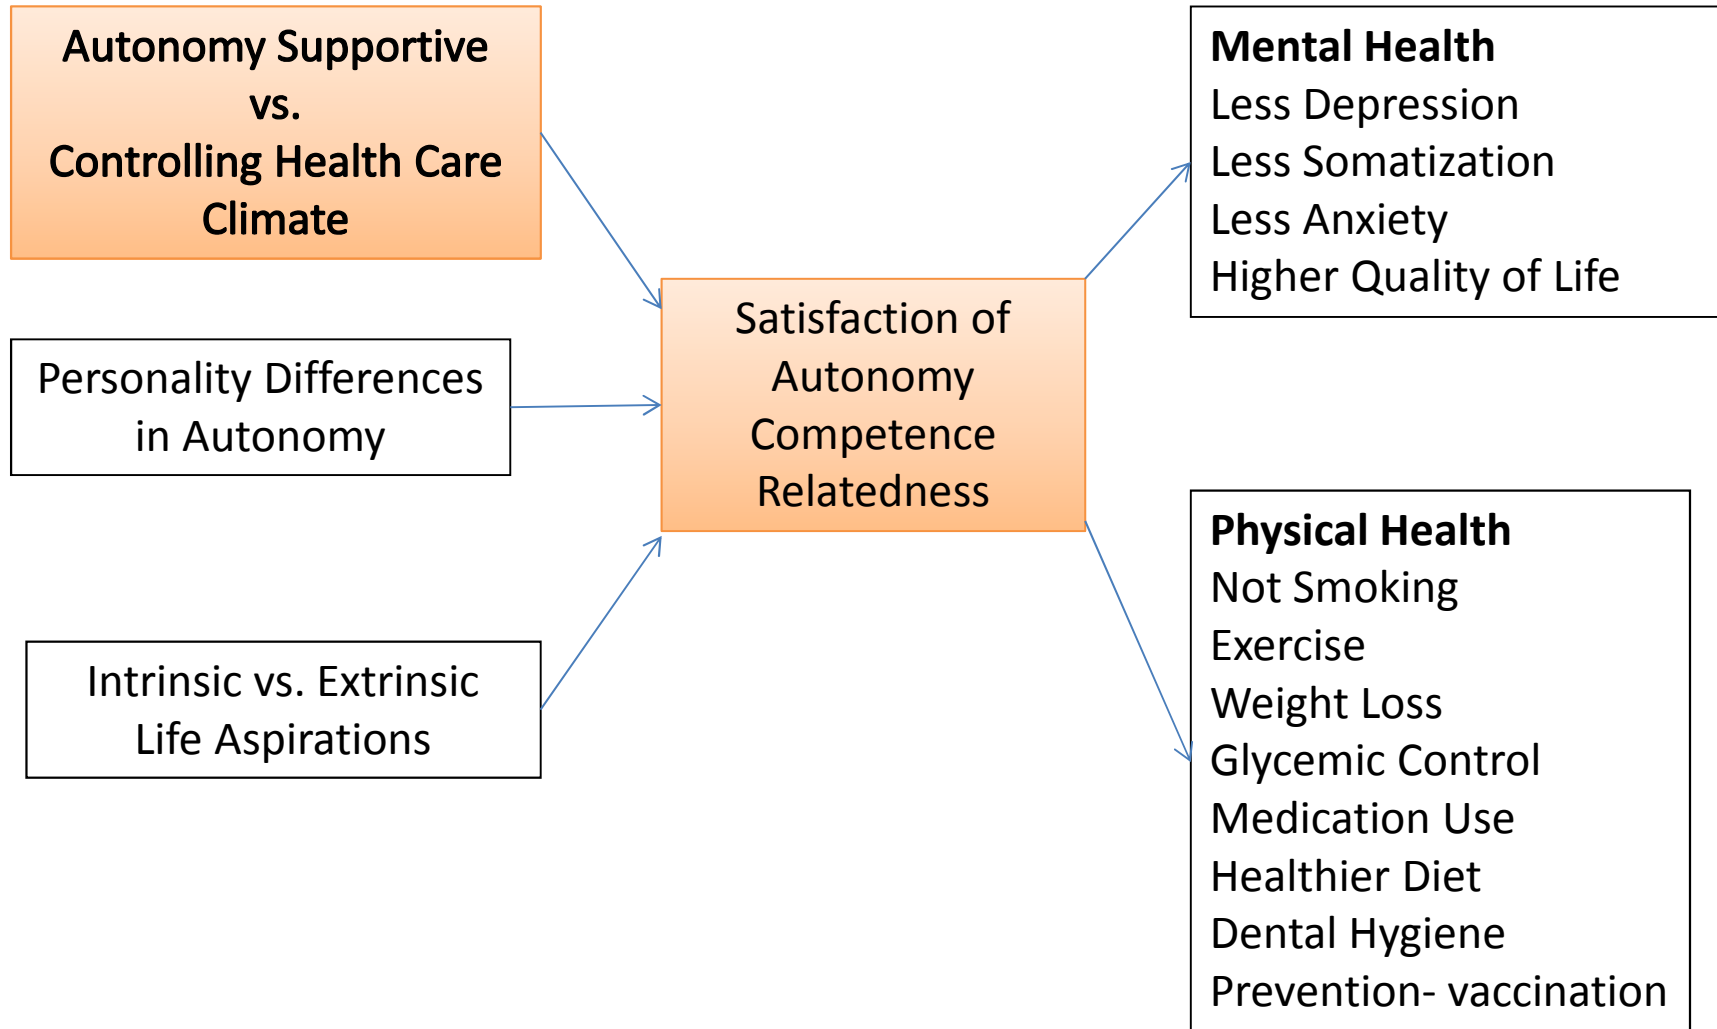 Autonomy Supportive
vs.
Controlling Health Care
Climate
Personality Differences
in Autonomy
Intrinsic vs. Extrinsic
Life Aspirations
Satisfaction of
Autonomy
Competence
Relatedness
Mental Health
Less Depression
Less Somatization
Less Anxiety
Higher Quality of Life
Physical Health
Not Smoking
Exercise
Weight Loss
Glycemic Control
Medication Use
Healthier Diet
Dental Hygiene
Prevention- vaccination